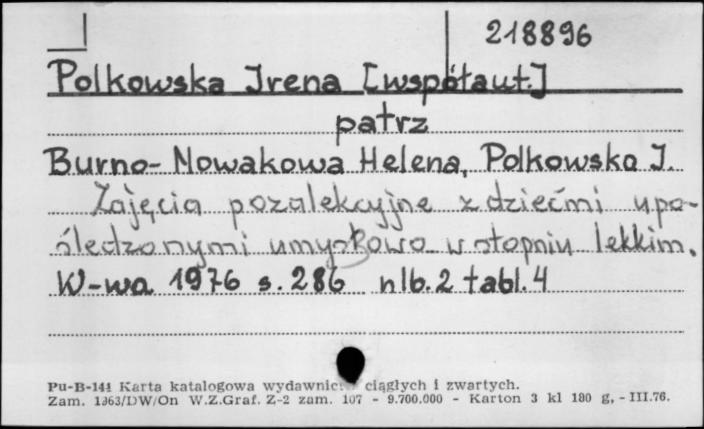 218896
Polkowska Irena [współaut.]
patrz
Burno-Nowakowa Helena, Polkowska I.
Zajęcia pozalekcyjne z dziećmi upo-
śledzonymi umysłowo w stopniu lekkim.
W-wa 1976 s. 286 nlb. 2 tabl. 4
Pu-B-141 Karta katalogowa wydawnic ciągłych i zwartych.
Zam. 1363/DW/On W.Z.Graf. Z-2 zam. 107 - 9.700.000 - Karton 3 kl 180 g. - III.76.